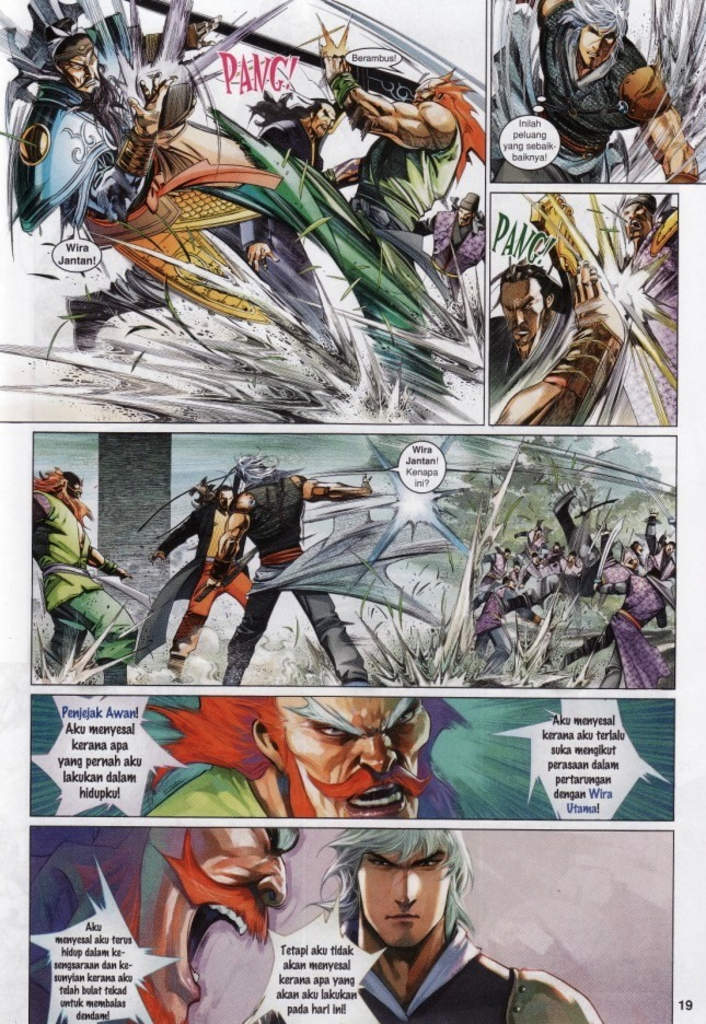 PANG!
Berambus!
Wira
Jantan!
Inilah
peluang
yang sebaik-
baiknya!
PANG!
Wira
Jantan!
Kenapa
ini?
Penjejak Awan!
Aku menyesal
kerana apa
yang pernah aku
lakukan dalam
hidupku!
Aku menyesal
kerana aku terlalu
suka mengikut
perasaan dalam
pertarungan
dengan Wira
Utama!
Aku
menyesal aku terus
hidup dalam ke-
sengsaraan dan ke-
sunyian kerana aku
telah bulat tekad
untuk membalas
dendam!
Tetapi aku tidak
akan menyesal
kerana apa yang
akan aku lakukan
pada hari ini!
19